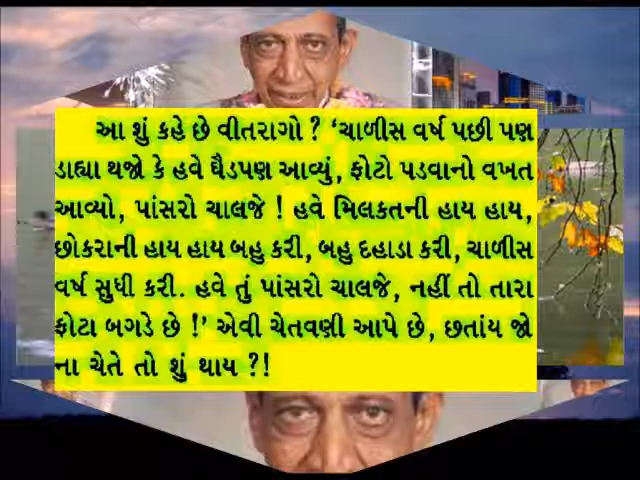 આ શું કહે છે વીતરાગો ? ‘ચાળીસ વર્ષ પછી પણ
ડાહ્યા થજો કે હવે ઘૈડપણ આવ્યું, ફોટો પડવાનો વખત
આવ્યો, પાંસરો ચાલજે ! હવે મિલકતની હાય હાય,
છોકરાની હાય હાય બહુ કરી, બહુ દહાડા કરી, ચાળીસ
વર્ષ સુધી કરી. હવે તું પાંસરો ચાલજે, નહીં તો તારા
ફોટા બગડે છે !’ એવી ચેતવણી આપે છે, છતાંય જો
ના ચેતે તો શું થાય ?!